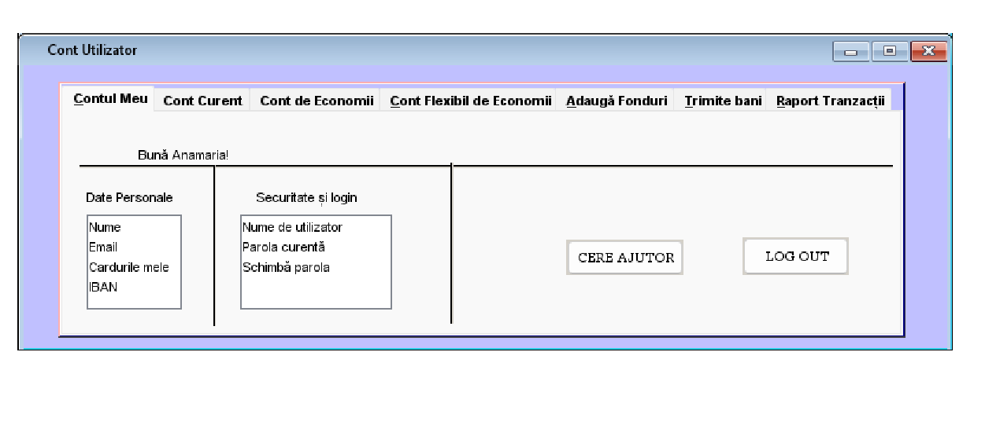 Cont Utilizator
Contul Meu Cont Curent Cont de Economii Cont Flexibil de Economii Adaugă Fonduri Trimite bani Raport Tranzacții
Bună Anamaria!
Date Personale
Nume
Email
Cardurile mele
IBAN
Securitate și login
Nume de utilizator
Parola curentă
Schimbă parola
CERE AJUTOR
LOG OUT